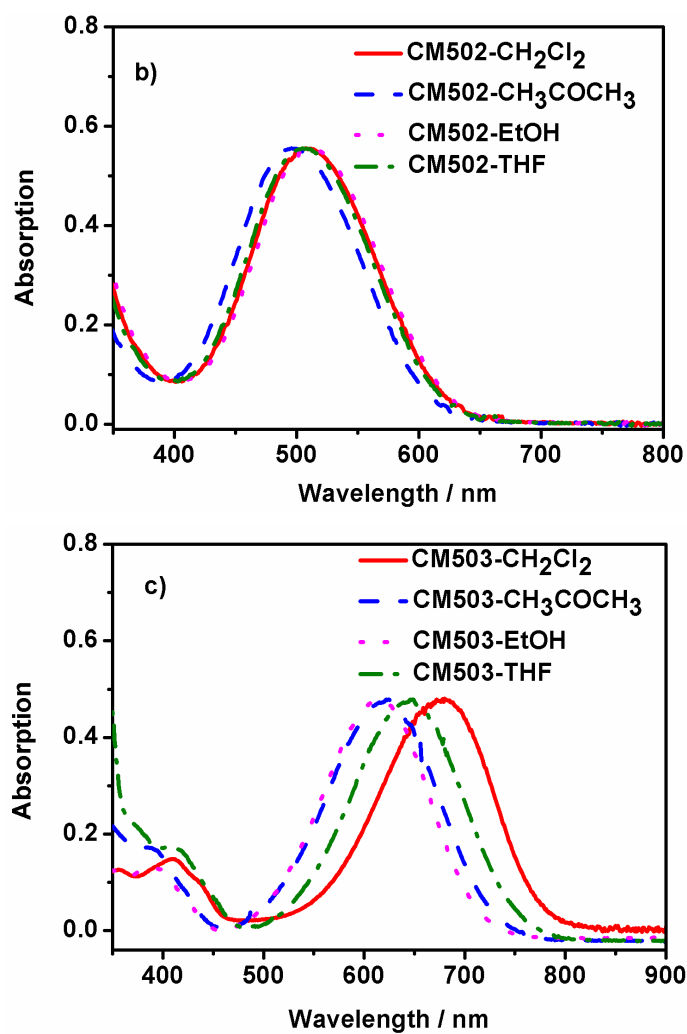 b)
CM502-CH2Cl2
CM502-CH3COCH3
CM502-EtOH
CM502-THF
0.8
0.6
0.4
0.2
0.0
Absorption
400 500 600 700 800
Wavelength / nm
c)
CM503-CH2Cl2
CM503-CH3COCH3
CM503-EtOH
CM503-THF
0.8
0.6
0.4
0.2
0.0
Absorption
400 500 600 700 800 900
Wavelength / nm